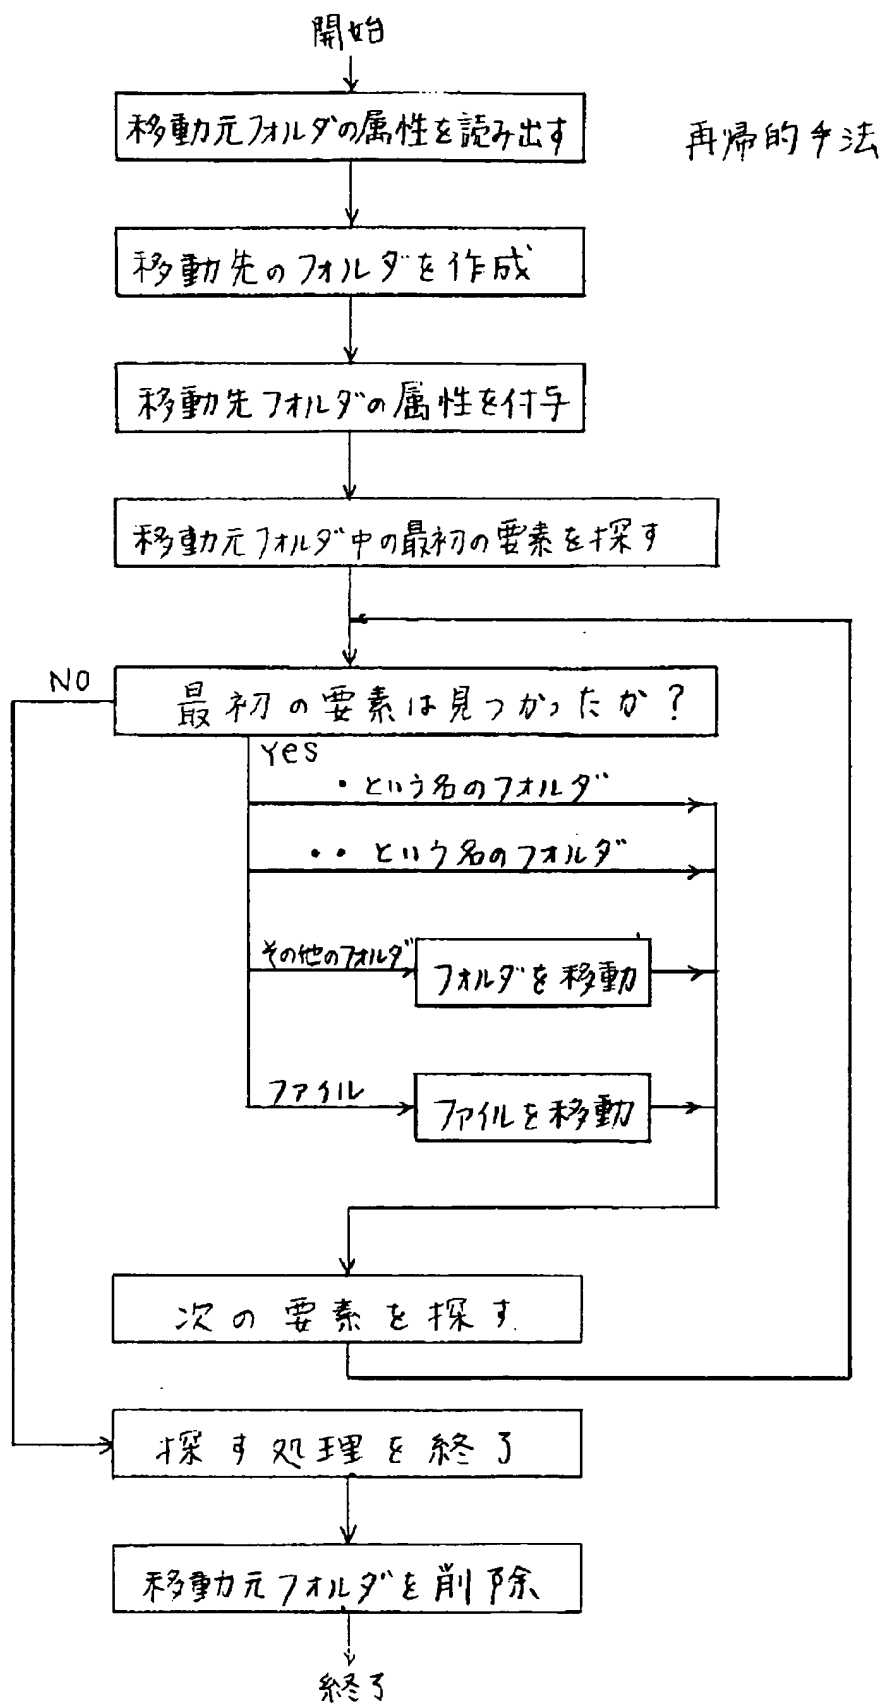 開始
移動元フォルダの属性を読み出す
再帰的手法
移動先のフォルダを作成
移動先フォルダの属性を付与
移動元フォルダ中の最初の要素を探す
NO
最初の要素は見つかったか?
Yes
・という名のフォルダ
・・という名のフォルダ
その他のフォルダ
フォルダを移動
ファイル
ファイルを移動
次の要素を探す
探す処理を終了
移動元フォルダを削除
終了